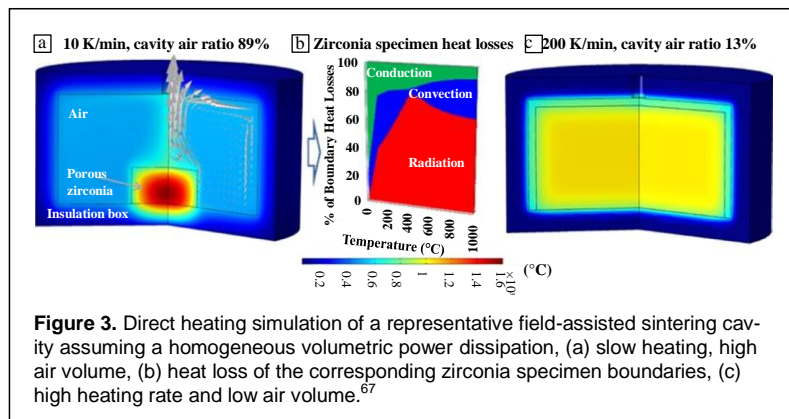 a 10 K/min, cavity air ratio 89% b Zirconia specimen heat losses c 200 K/min, cavity air ratio 13%
Air
Porous
zirconia
Insulation box
% of Boundary Heat Losses
100
80
60
40
20
0
Conduction
Convection
Radiation
0
200
400
600
800
1000
Temperature (°C)
0.2
0.4
0.6
0.8
1
1.2
1.4
1.6
(°C)
Figure 3. Direct heating simulation of a representative field-assisted sintering cav-
ity assuming a homogeneous volumetric power dissipation, (a) slow heating, high
air volume, (b) heat loss of the corresponding zirconia specimen boundaries, (c)
high heating rate and low air volume.67